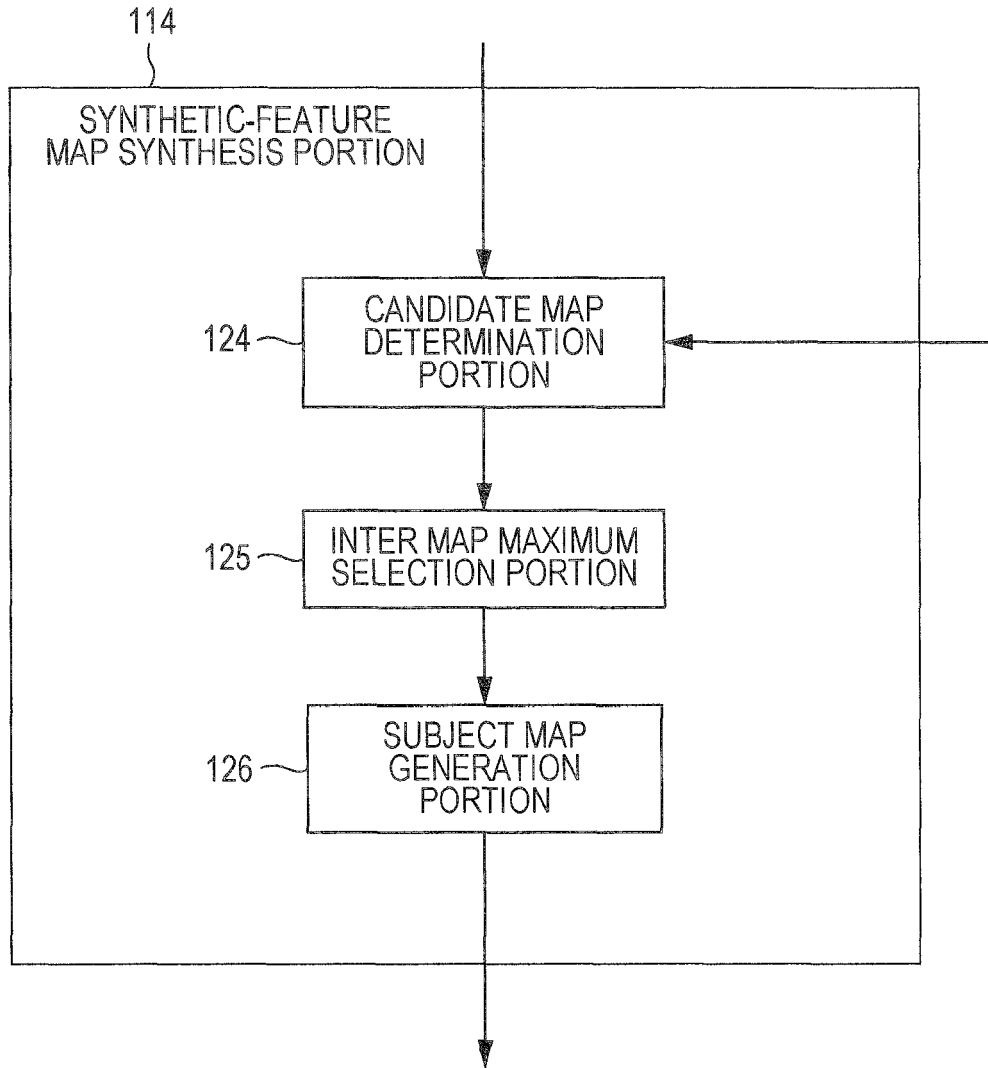 114
SYNTHETIC-FEATURE
MAP SYNTHESIS PORTION
124
CANDIDATE MAP
DETERMINATION
PORTION
125
INTER MAP MAXIMUM
SELECTION PORTION
126
SUBJECT MAP
GENERATION
PORTION